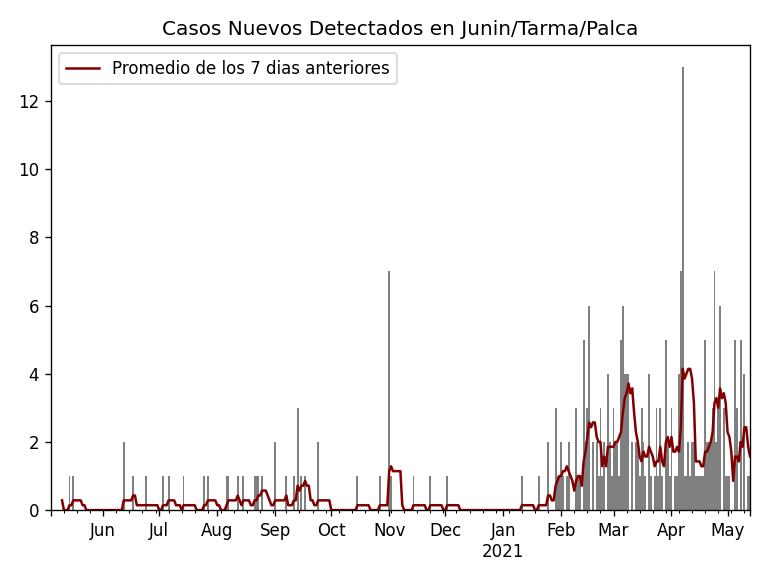 Casos Nuevos Detectados en Junin/Tarma/Palca
Promedio de los 7 dias anteriores
12
10
8
6
4
2
0
Jun Jul Aug Sep Oct Nov Dec Jan Feb Mar Apr May
2021